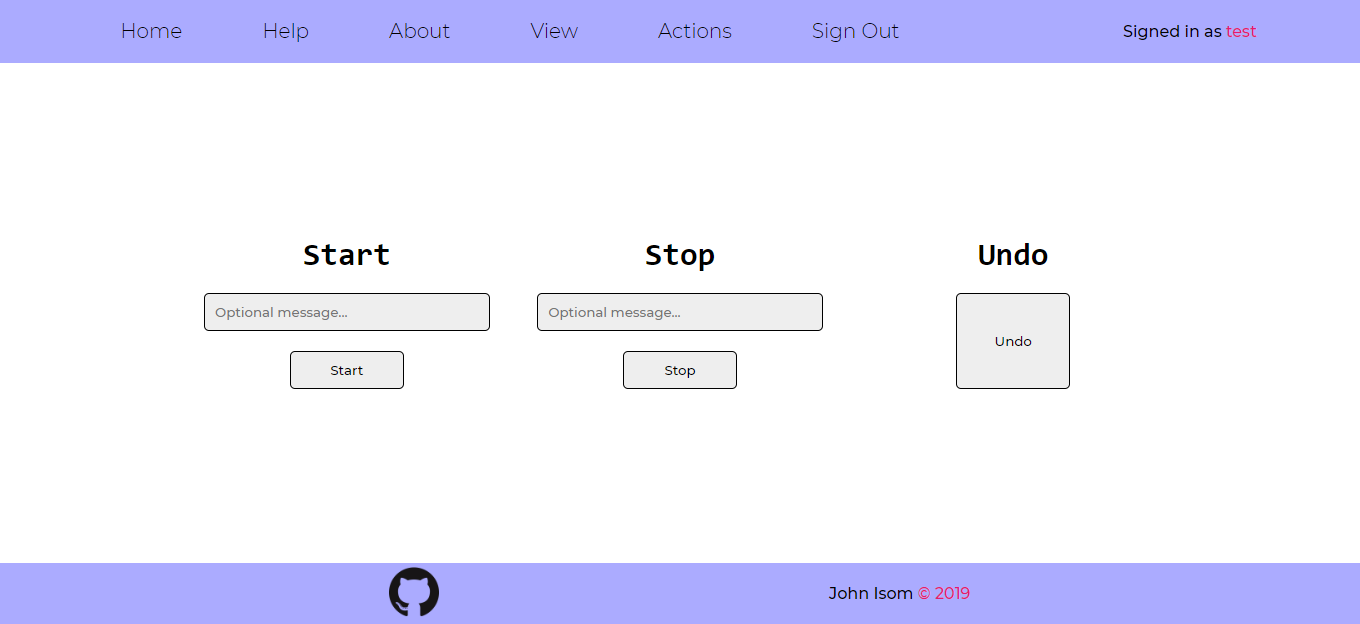 Home Help About View Actions Sign Out Signed in as test
Start Stop Undo
Optional message... Optional message...
Undo
Start Stop
John Isom © 2019